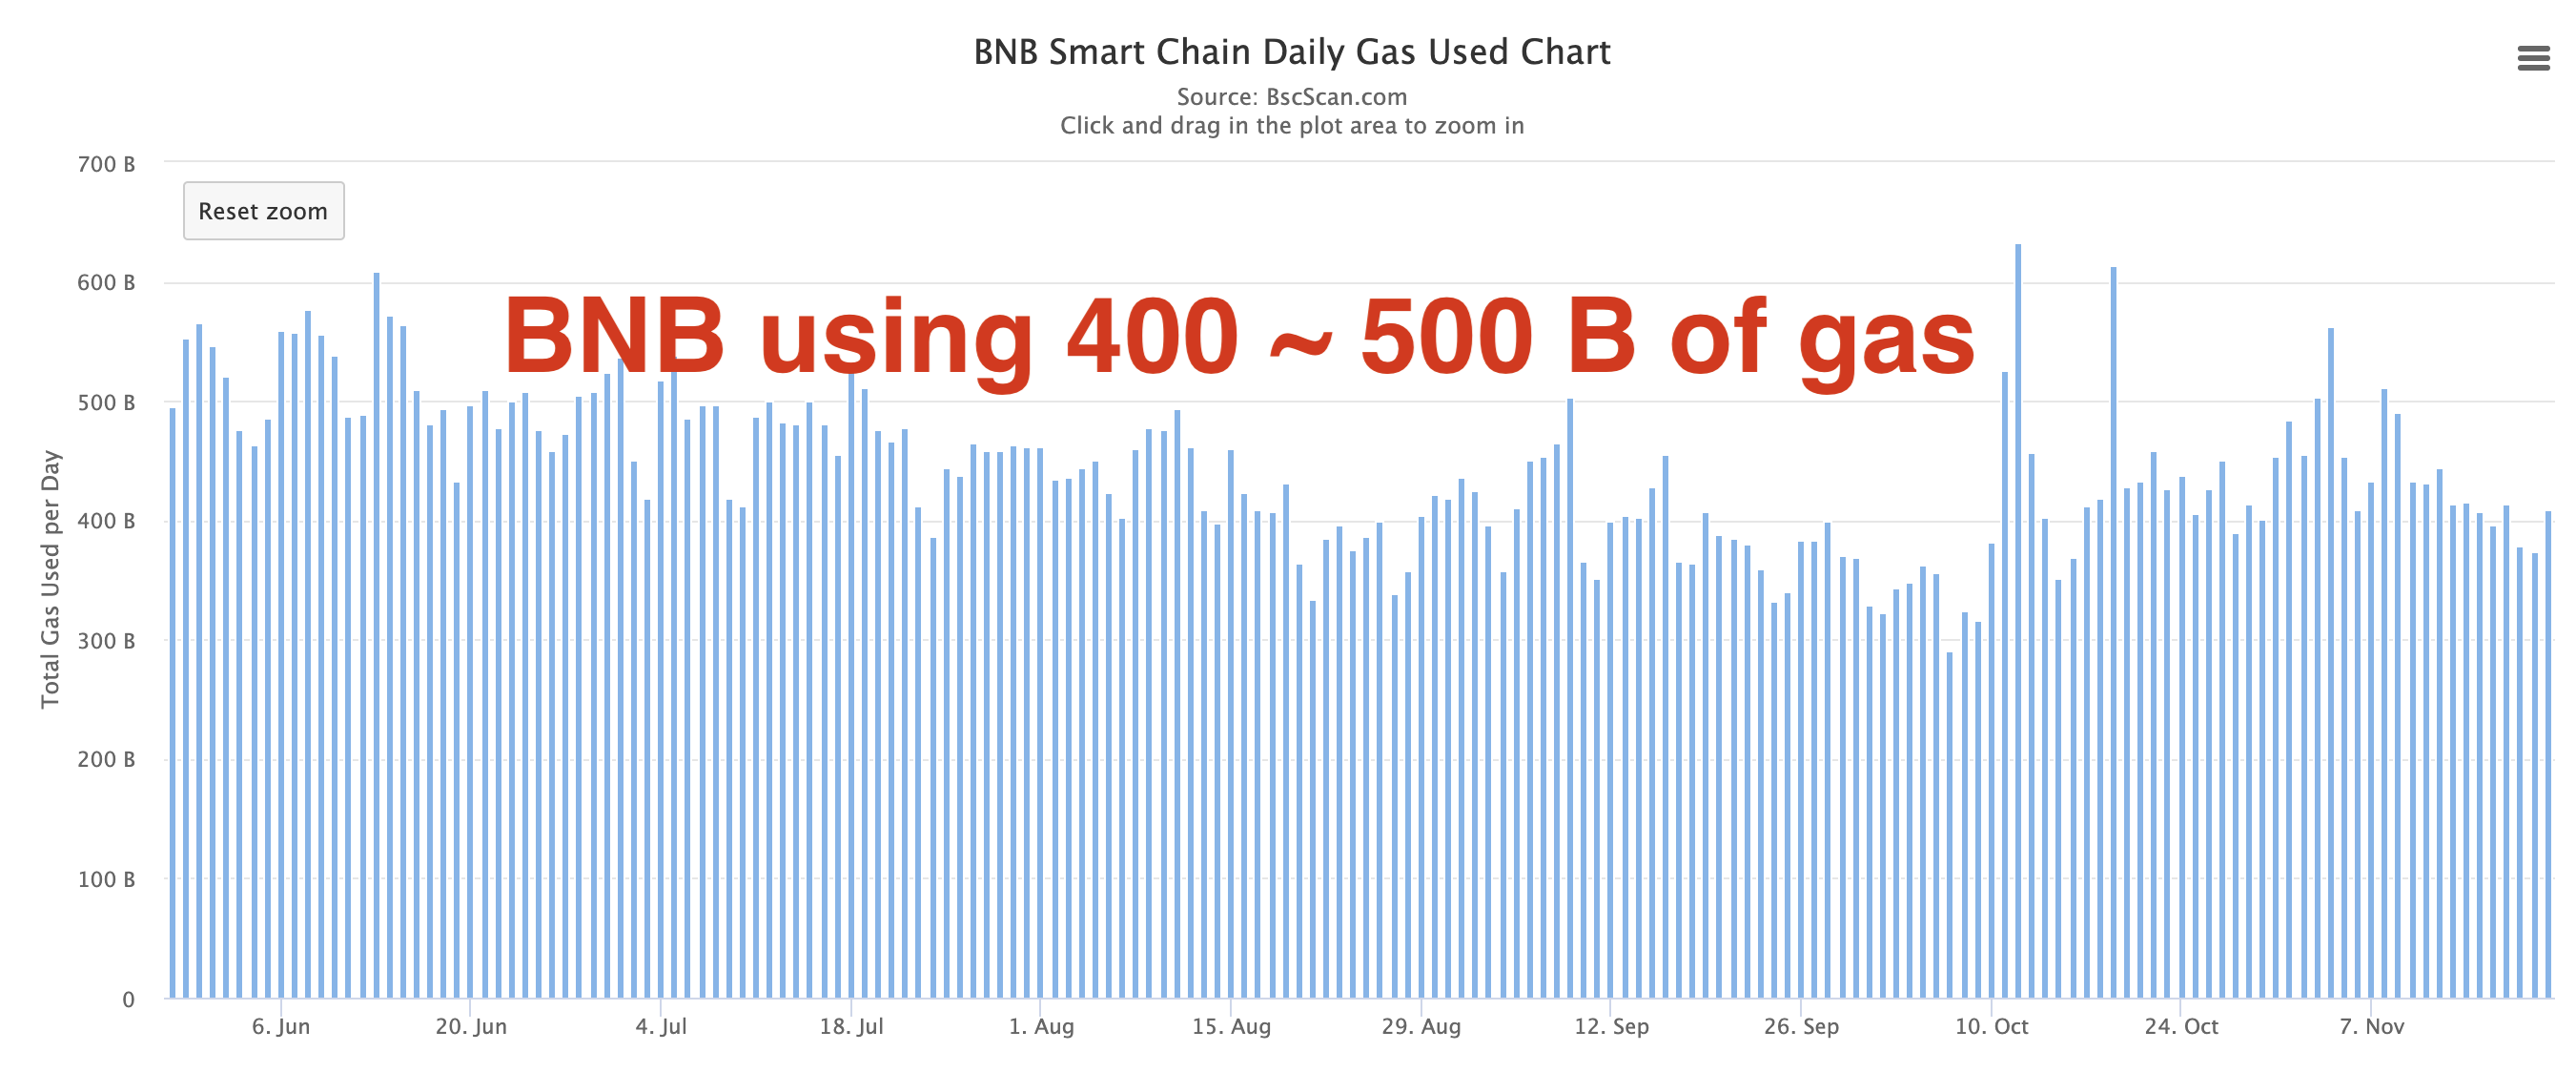 BNB Smart Chain Daily Gas Used Chart
Source: BscScan.com
Click and drag in the plot area to zoom in
700 B
Reset zoom
600 B
BNB using 400 ~ 500 B of gas
500 B
400 B
300 B
200 B
100 B
0
Total Gas Used per Day
6. Jun
20. Jun
4. Jul
18. Jul
1. Aug
15. Aug
29. Aug
12. Sep
26. Sep
10. Oct
24. Oct
7. Nov